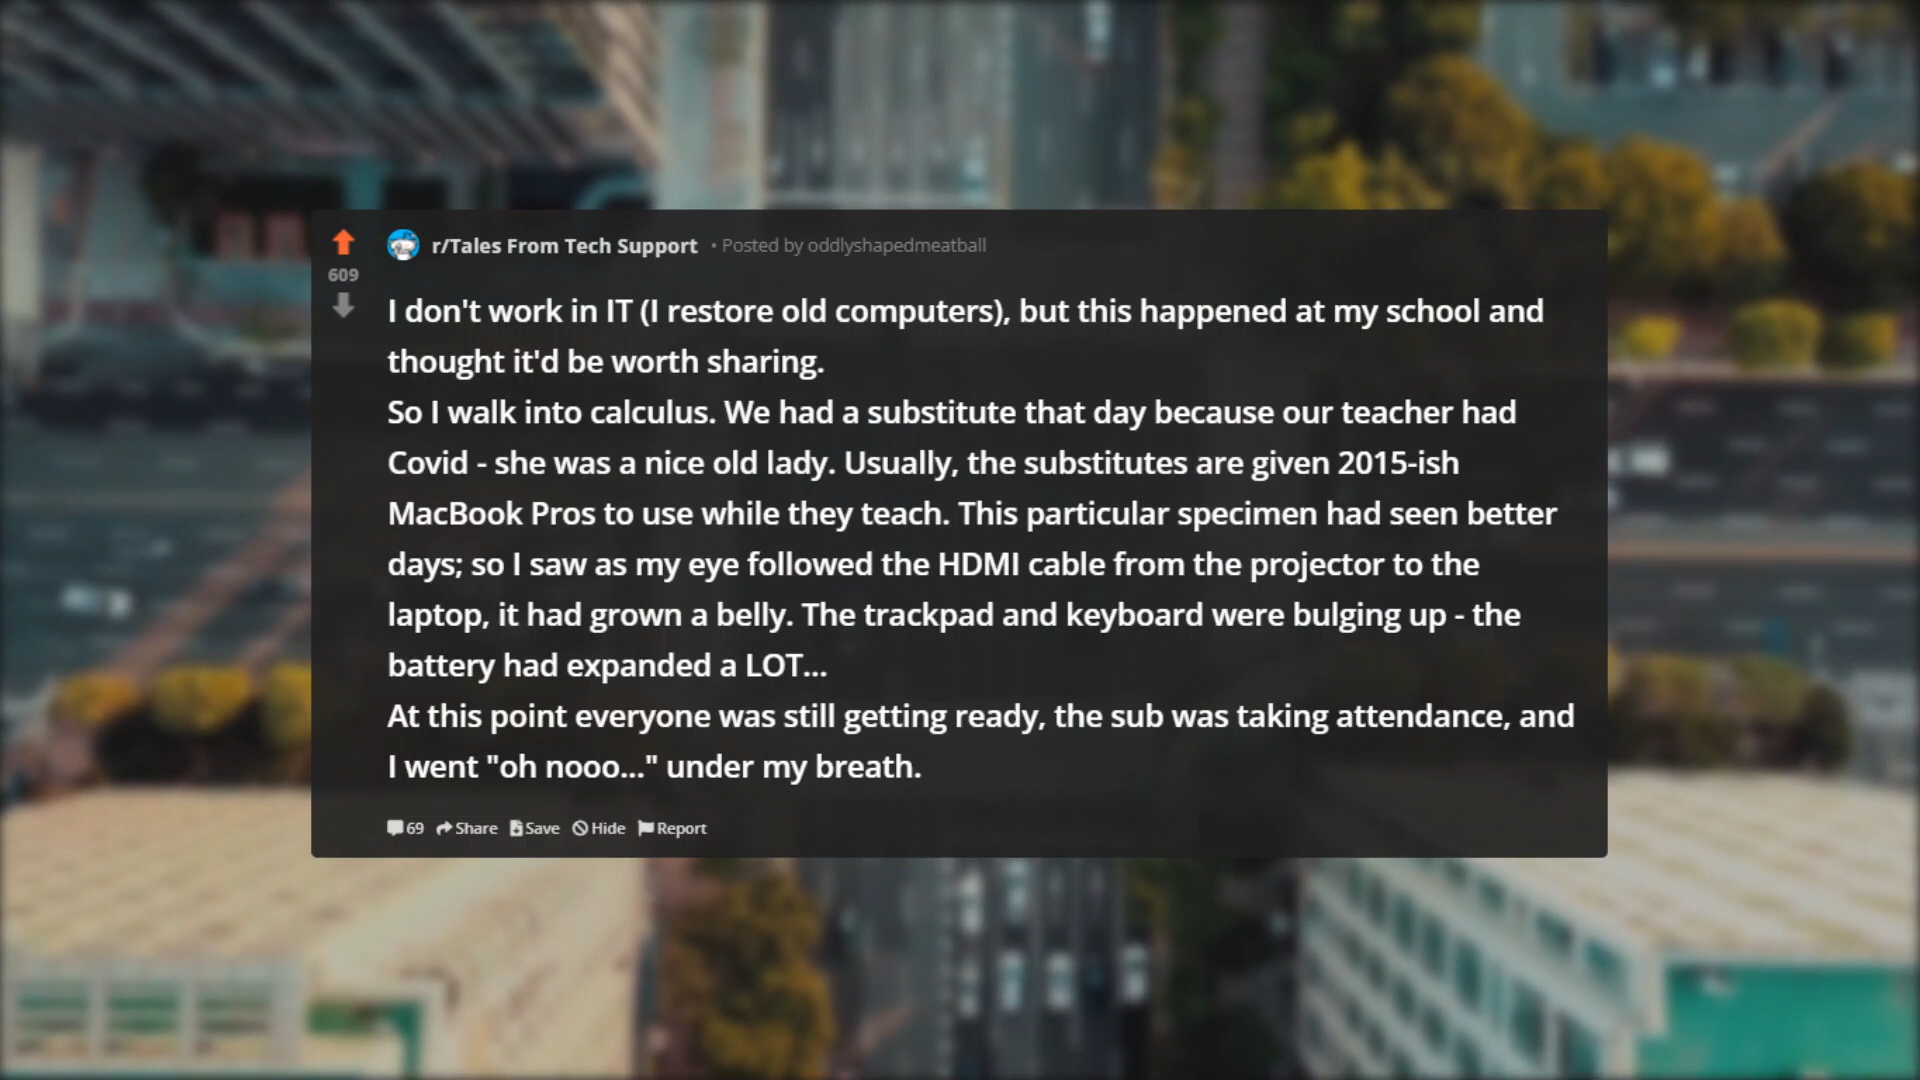 r/Tales From Tech Support • Posted by oddlyshapedmeatball
609
I don't work in IT (I restore old computers), but this happened at my school and
thought it'd be worth sharing.
So I walk into calculus. We had a substitute that day because our teacher had
Covid - she was a nice old lady. Usually, the substitutes are given 2015-ish
MacBook Pros to use while they teach. This particular specimen had seen better
days; so I saw as my eye followed the HDMI cable from the projector to the
laptop, it had grown a belly. The trackpad and keyboard were bulging up - the
battery had expanded a LOT...
At this point everyone was still getting ready, the sub was taking attendance, and
I went "oh nooo..." under my breath.
69 Share Save Hide Report